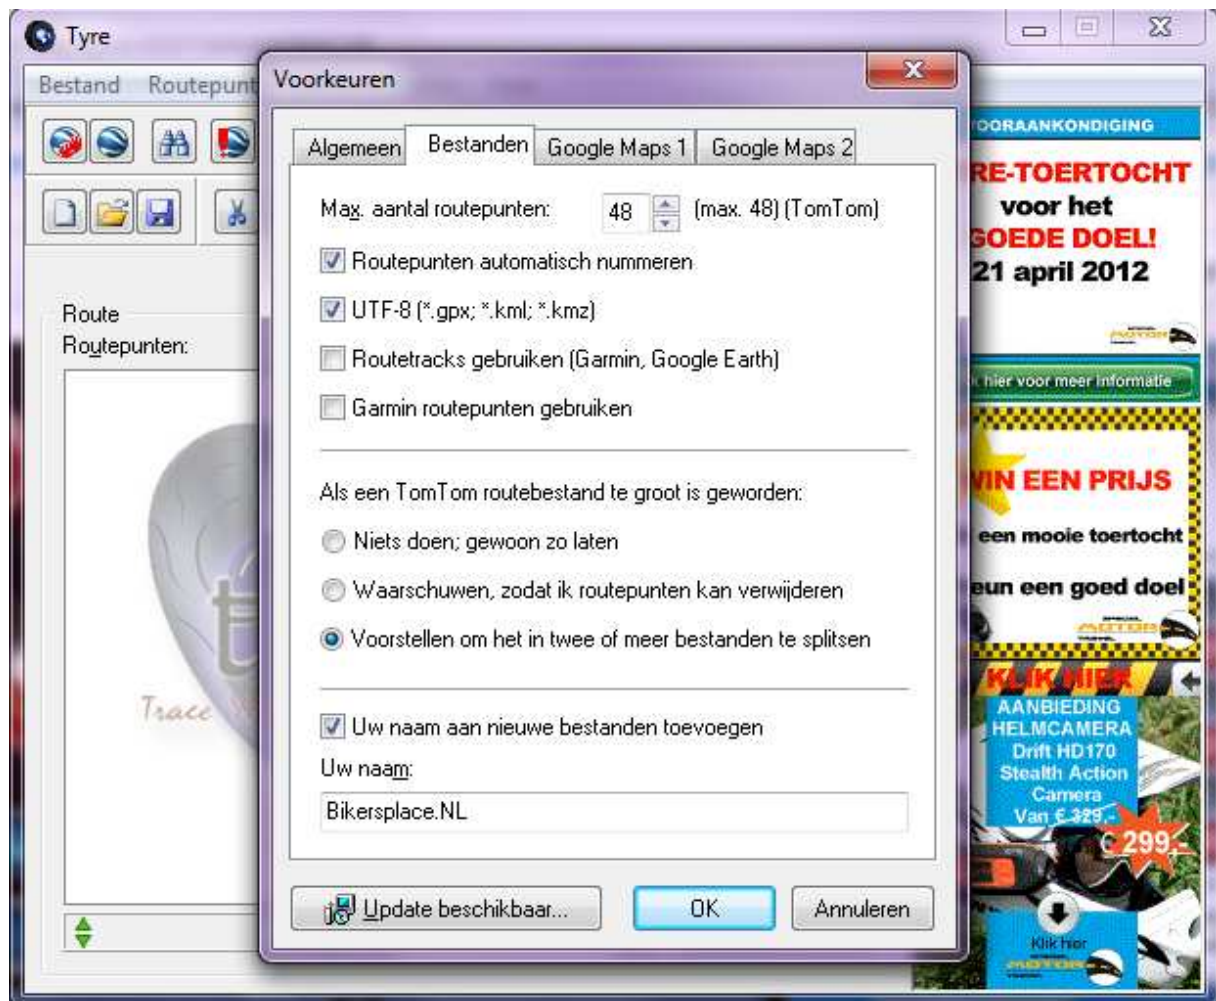 Tyre
Bestand Routepunt
Voorkeuren
Algemeen Bestanden Google Maps 1 Google Maps 2
Max. aantal routepunten: 48 (max. 48) (TomTom)
Routepunten automatisch nummeren
UTF-8 (*.gpx; *.kml; *.kmz)
Routetracks gebruiken (Garmin, Google Earth)
Garmin routepunten gebruiken
Als een TomTom routebestand te groot is geworden:
Niets doen; gewoon zo laten
Waarschuwen, zodat ik routepunten kan verwijderen
Voorstellen om het in twee of meer bestanden te splitsen
Uw naam aan nieuwe bestanden toevoegen
Uw naam:
Bikersplace.NL
Update beschikbaar... OK Annuleren
Route
Routepunten:
Trace
OORAANKONDIGING
RE-TOERTOCHT
voor het
GOEDE DOEL!
21 april 2012
k hier voor meer informatie
WIN EEN PRIJS
een mooie toertocht
eun een goed doel
MOTOR
KLIK HIER
AANBIEDING
HELMCAMERA
Drift HD170
Stealth Action
Camera
Van € 329,-
€ 299,-
Klik hier